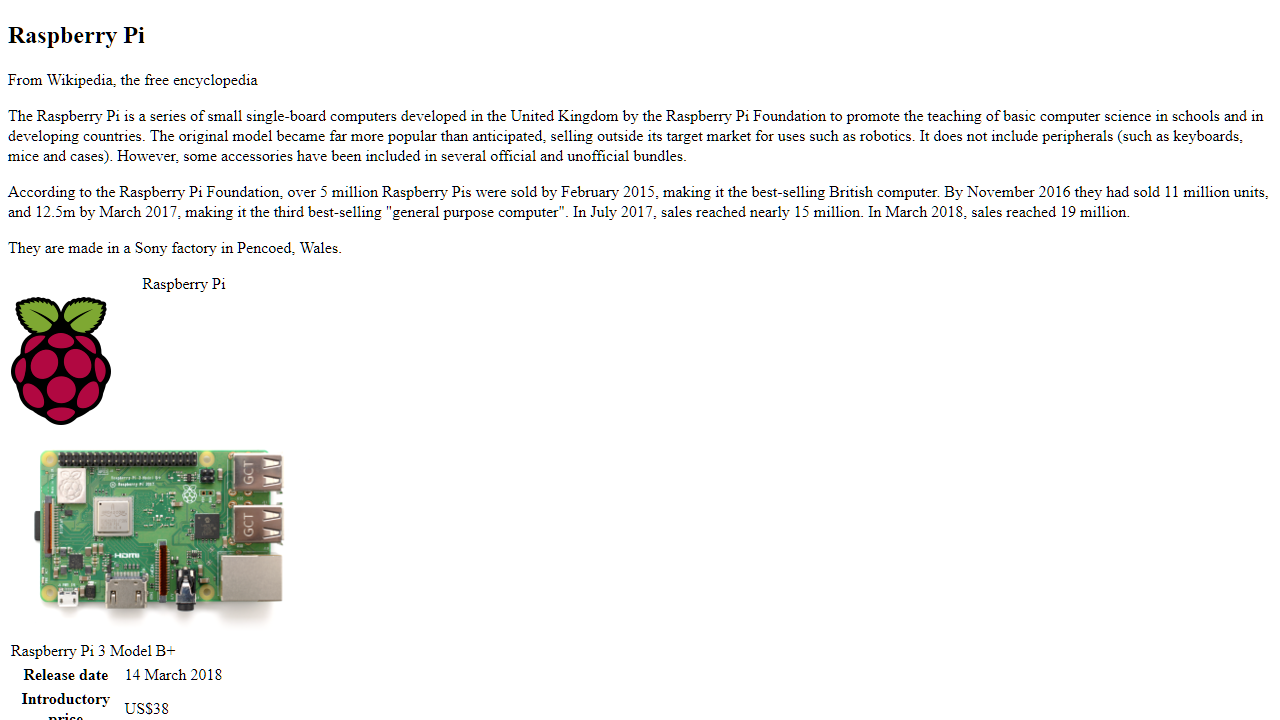 Raspberry Pi
From Wikipedia, the free encyclopedia
The Raspberry Pi is a series of small single-board computers developed in the United Kingdom by the Raspberry Pi Foundation to promote the teaching of basic computer science in schools and in
developing countries. The original model became far more popular than anticipated, selling outside its target market for uses such as robotics. It does not include peripherals (such as keyboards,
mice and cases). However, some accessories have been included in several official and unofficial bundles.
According to the Raspberry Pi Foundation, over 5 million Raspberry Pis were sold by February 2015, making it the best-selling British computer. By November 2016 they had sold 11 million units,
and 12.5m by March 2017, making it the third best-selling "general purpose computer". In July 2017, sales reached nearly 15 million. In March 2018, sales reached 19 million.
They are made in a Sony factory in Pencoed, Wales.
Raspberry Pi
GCT
Raspberry Pi 3 Model B+
GCT
HDMI
Raspberry Pi 3 Model B+
Release date 14 March 2018
Introductory
price US$38